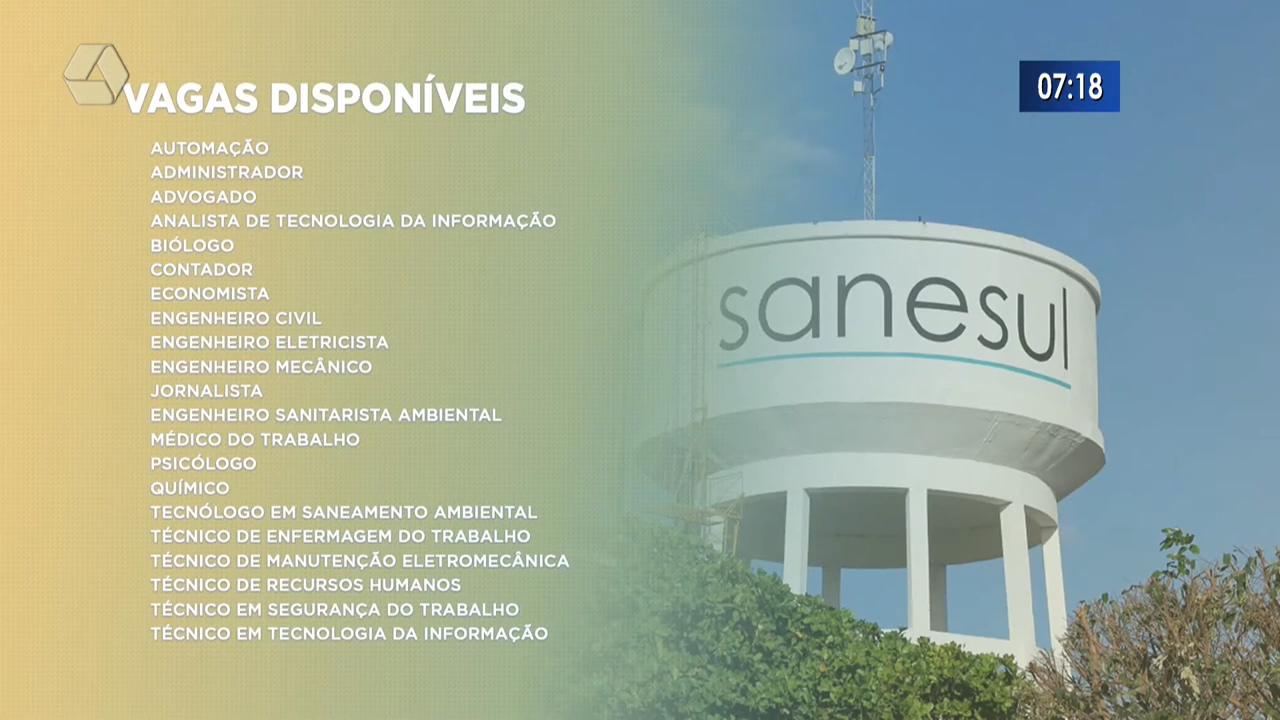 VAGAS DISPONÍVEIS
07:18
AUTOMAÇÃO
ADMINISTRADOR
ADVOGADO
ANALISTA DE TECNOLOGIA DA INFORMAÇÃO
BIÓLOGO
CONTADOR
ECONOMISTA
ENGENHEIRO CIVIL
ENGENHEIRO ELETRICISTA
ENGENHEIRO MECÂNICO
JORNALISTA
ENGENHEIRO SANITARISTA AMBIENTAL
MÉDICO DO TRABALHO
PSICÓLOGO
QUÍMICO
TECNÓLOGO EM SANEAMENTO AMBIENTAL
TÉCNICO DE ENFERMAGEM DO TRABALHO
TÉCNICO DE MANUTENÇÃO ELETROMECÂNICA
TÉCNICO DE RECURSOS HUMANOS
TÉCNICO EM SEGURANÇA DO TRABALHO
TÉCNICO EM TECNOLOGIA DA INFORMAÇÃO
sanesul